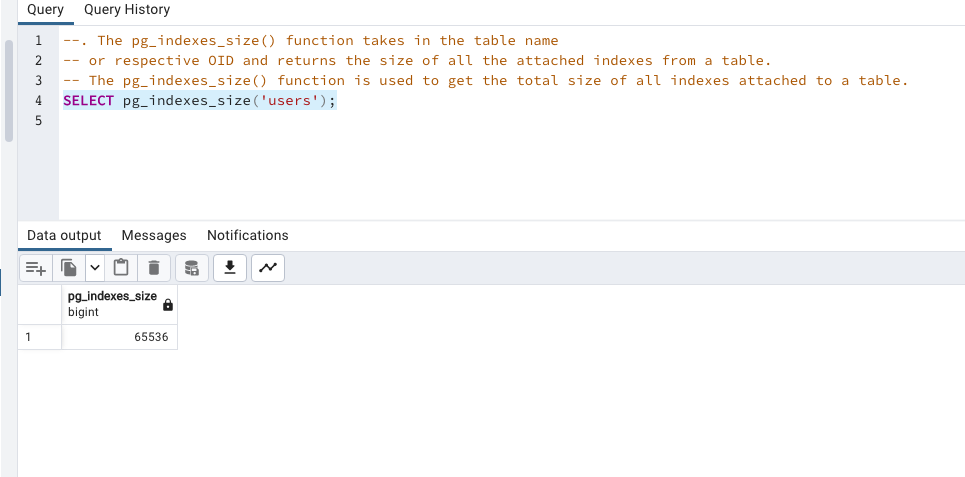 Query Query History
1 --. The pg_indexes_size() function takes in the table name
2 -- or respective OID and returns the size of all the attached indexes from a table.
3 -- The pg_indexes_size() function is used to get the total size of all indexes attached to a table.
4 SELECT pg_indexes_size('users');
5
Data output Messages Notifications
pg_indexes_size
bigint
1 65536